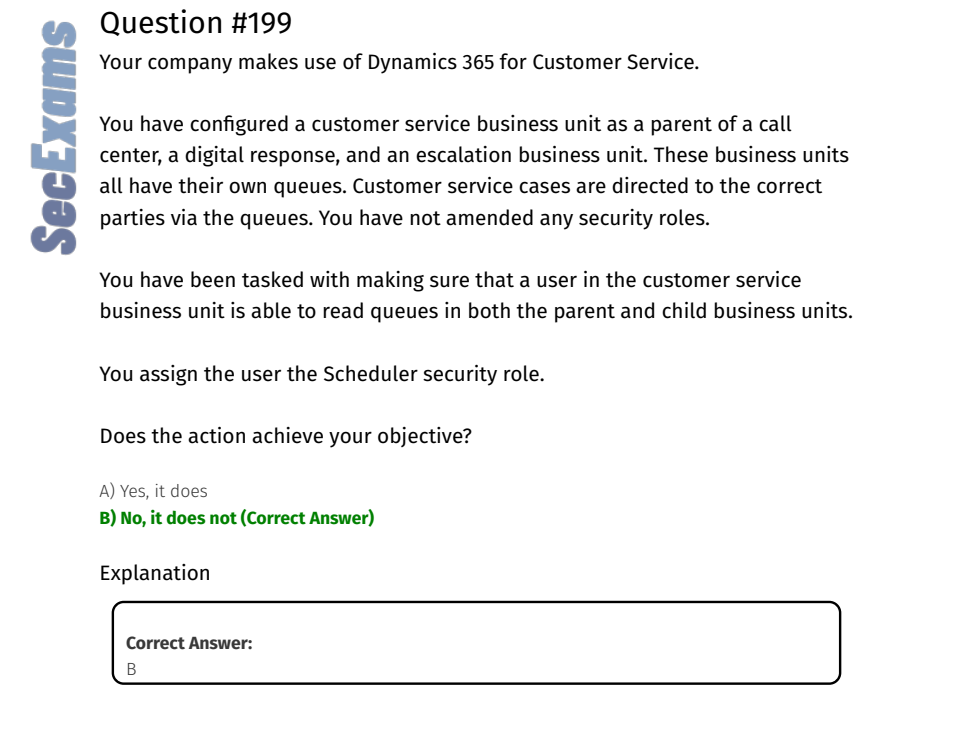 SecExams
Question #199
Your company makes use of Dynamics 365 for Customer Service.
You have configured a customer service business unit as a parent of a call
center, a digital response, and an escalation business unit. These business units
all have their own queues. Customer service cases are directed to the correct
parties via the queues. You have not amended any security roles.
You have been tasked with making sure that a user in the customer service
business unit is able to read queues in both the parent and child business units.
You assign the user the Scheduler security role.
Does the action achieve your objective?
A) Yes, it does
B) No, it does not (Correct Answer)
Explanation
Correct Answer:
B